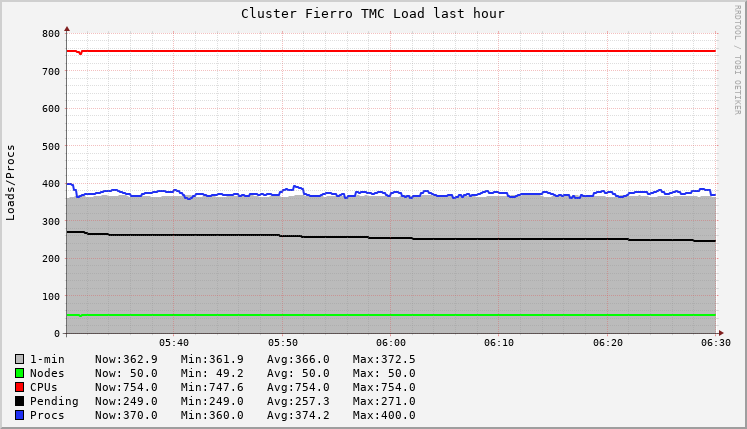 Cluster Fierro TMC Load last hour
RRDTOOL / TOBI OETIKER
Loads/Procs
800
700
600
500
400
300
200
100
0
05:40 05:50 06:00 06:10 06:20 06:30
1-min Now:362.9 Min:361.9 Avg:366.0 Max:372.5
Nodes Now: 50.0 Min: 49.2 Avg: 50.0 Max: 50.0
CPUs Now:754.0 Min:747.6 Avg:754.0 Max:754.0
Pending Now:249.0 Min:249.0 Avg:257.3 Max:271.0
Procs Now:370.0 Min:360.0 Avg:374.2 Max:400.0